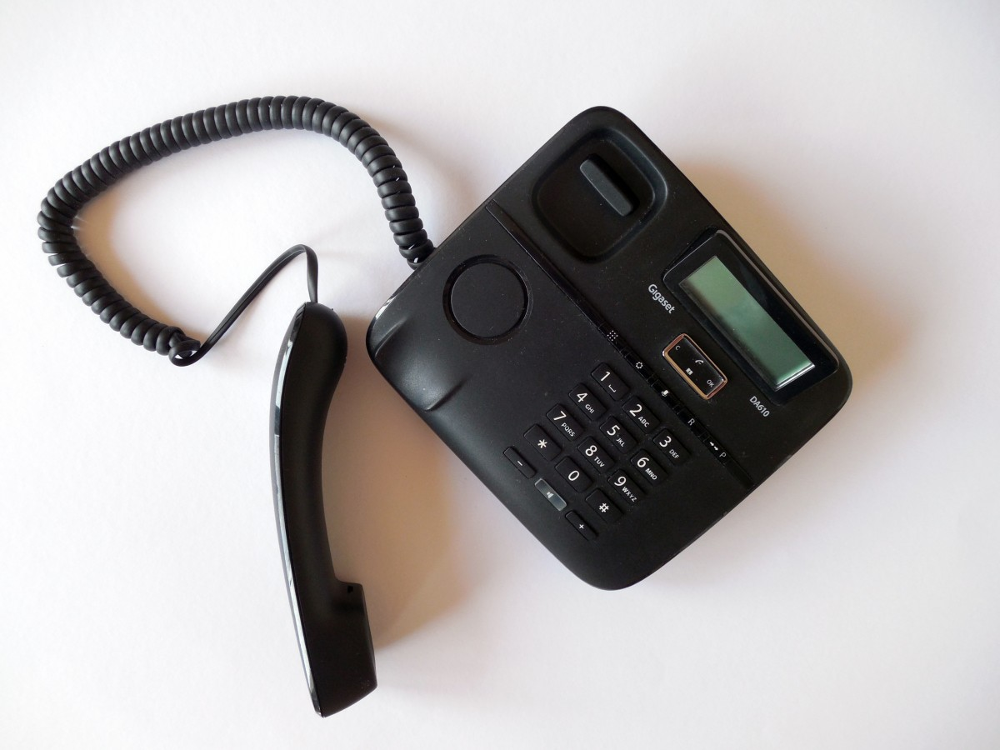 Gigaset
DA610
C
OK
R
P
1
2 ABC
3 DEF
4 GHI
5 JKL
6 MNO
7 PQRS
8 TUV
9 WXYZ
*
0
#
-
+